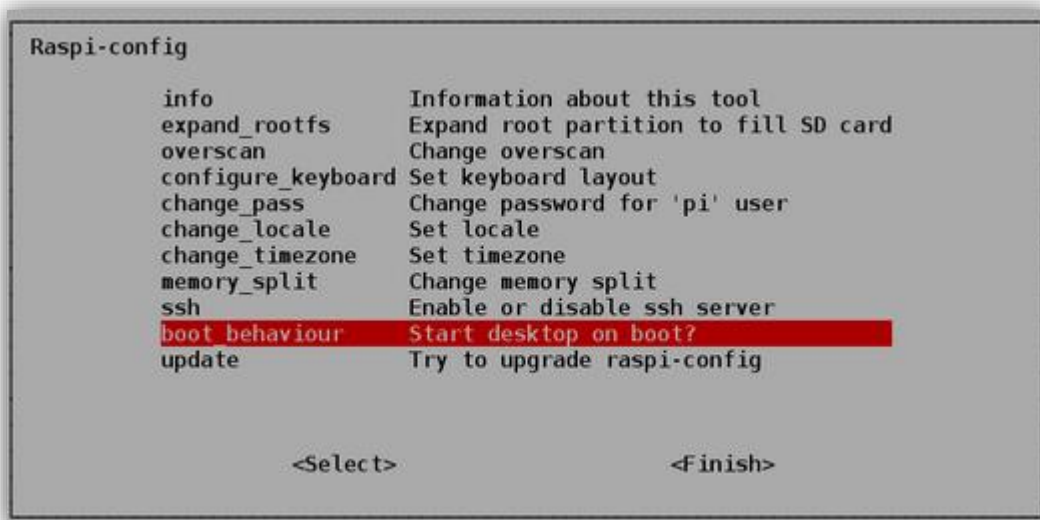 Raspi-config
info Information about this tool
expand_rootfs Expand root partition to fill SD card
overscan Change overscan
configure_keyboard Set keyboard layout
change_pass Change password for 'pi' user
change_locale Set locale
change_timezone Set timezone
memory_split Change memory split
ssh Enable or disable ssh server
boot_behaviour Start desktop on boot?
update Try to upgrade raspi-config
<Select> <Finish>